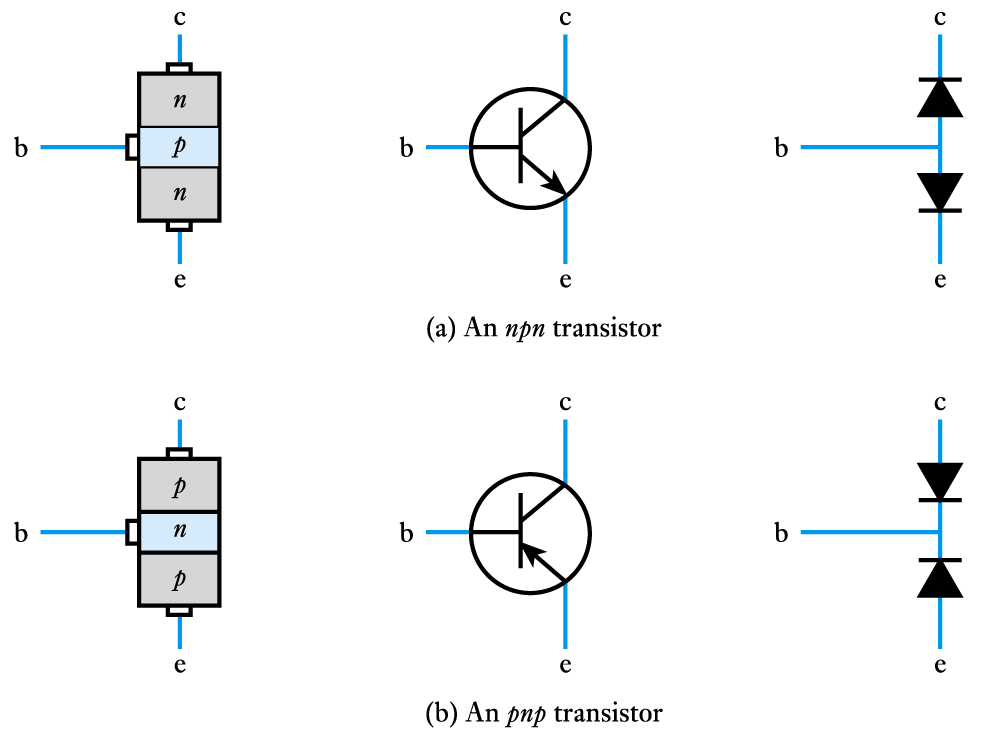 c c c
n
b p b b
n
e e e
(a) An npn transistor
c c c
p
b n b b
p
e e e
(b) An pnp transistor